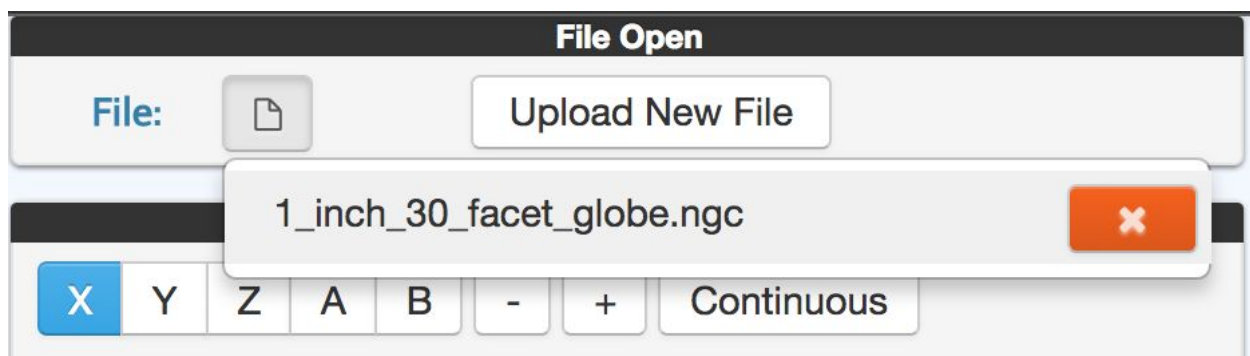 File Open
File: Upload New File
1_inch_30_facet_globe.ngc
X Y Z A B - + Continuous